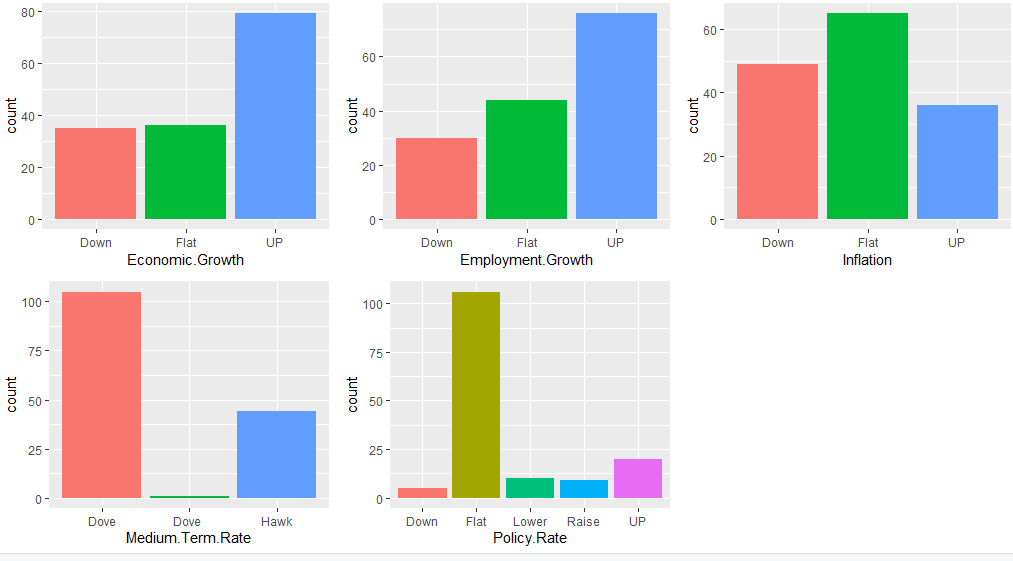 80
60
40
20
0
count
Down Flat UP
Economic.Growth
60
40
20
0
count
Down Flat UP
Employment.Growth
60
40
20
0
count
Down Flat UP
Inflation
100
75
50
25
0
count
Dove Dove Hawk
Medium.Term.Rate
100
75
50
25
0
count
Down Flat Lower Raise UP
Policy.Rate